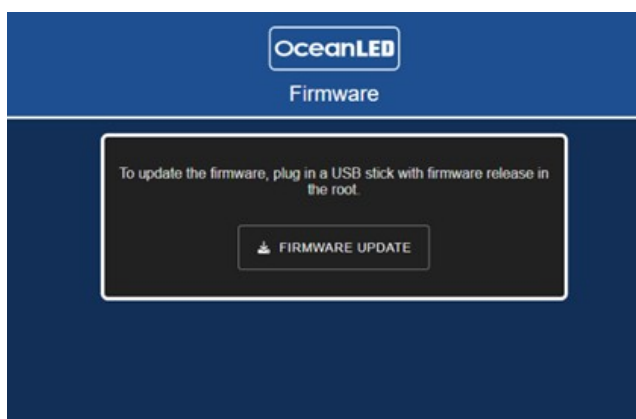 OceanLED
Firmware
To update the firmware, plug in a USB stick with firmware release in
the root.
FIRMWARE UPDATE